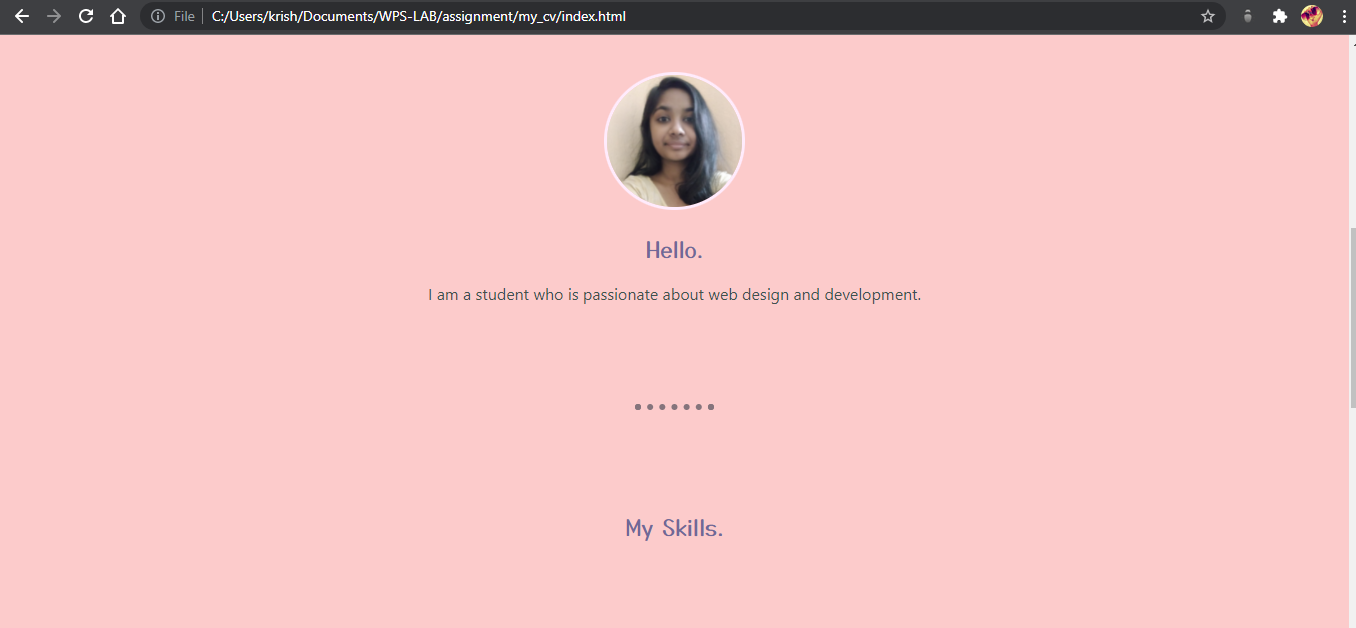 File
C:/Users/krish/Documents/WPS-LAB/assignment/my_cv/index.html
Hello.
I am a student who is passionate about web design and development.
My Skills.